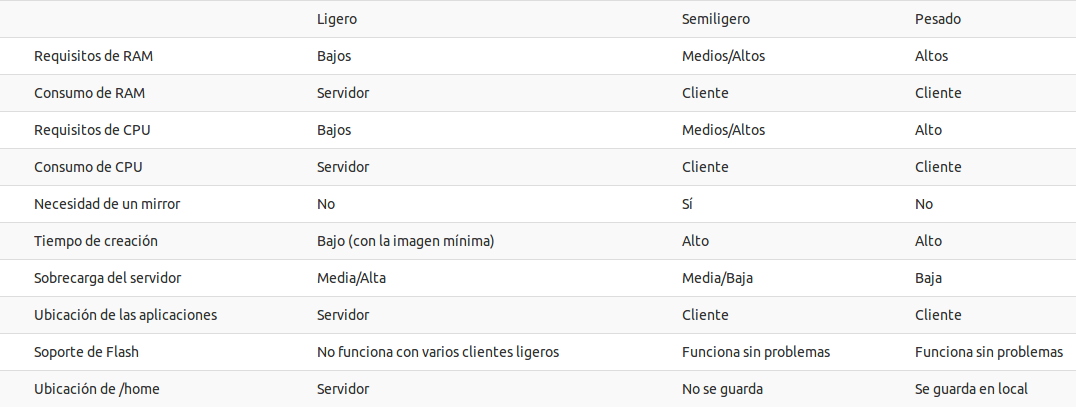 Ligero Semiligero Pesado
Requisitos de RAM Bajos Medios/Altos Altos
Consumo de RAM Servidor Cliente Cliente
Requisitos de CPU Bajos Medios/Altos Alto
Consumo de CPU Servidor Cliente Cliente
Necesidad de un mirror No Sí No
Tiempo de creación Bajo (con la imagen mínima) Alto Alto
Sobrecarga del servidor Media/Alta Media/Baja Baja
Ubicación de las aplicaciones Servidor Cliente Cliente
Soporte de Flash No funciona con varios clientes ligeros Funciona sin problemas Funciona sin problemas
Ubicación de /home Servidor No se guarda Se guarda en local